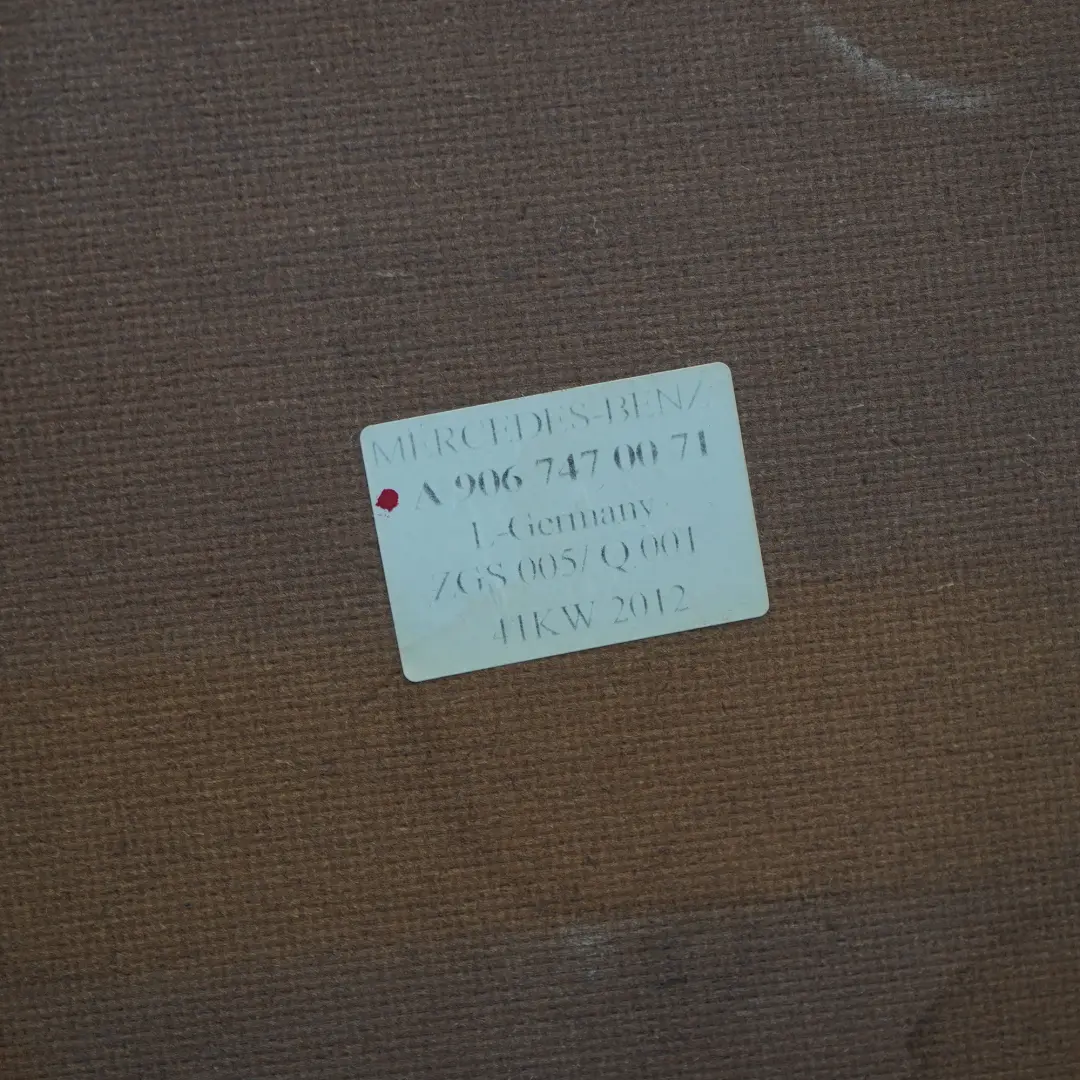 MERCEDES-BENZ
A 906 747 00 71
L-Germany
ZGS 005/ Q 001
41KW 2012